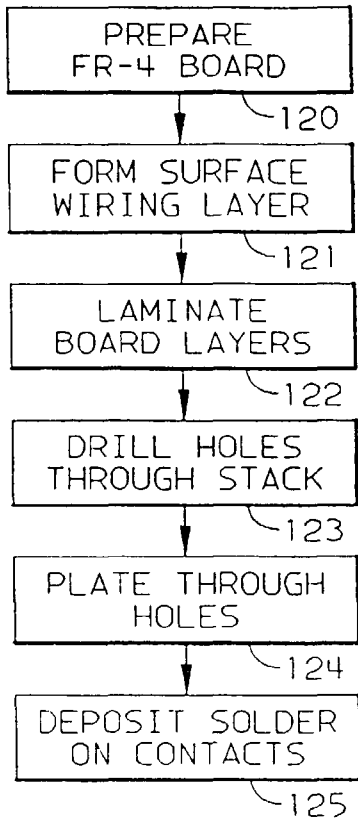 PREPARE
FR-4 BOARD
120
FORM SURFACE
WIRING LAYER
121
LAMINATE
BOARD LAYERS
122
DRILL HOLES
THROUGH STACK
123
PLATE THROUGH
HOLES
124
DEPOSIT SOLDER
ON CONTACTS
125